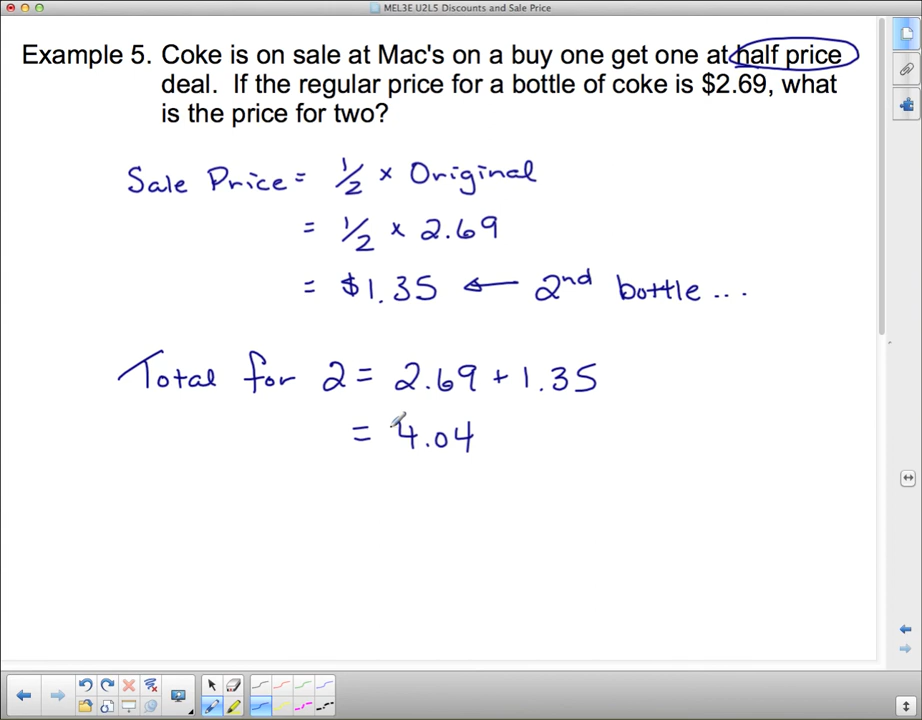 MEL3E U2L5 Discounts and Sale Price
Example 5. Coke is on sale at Mac's on a buy one get one at half price
deal. If the regular price for a bottle of coke is $2.69, what
is the price for two?
Sale Price = 1/2 × Original
= 1/2 × 2.69
= $1.35 ← 2nd bottle ...
Total for 2 = 2.69 + 1.35
= 4.04